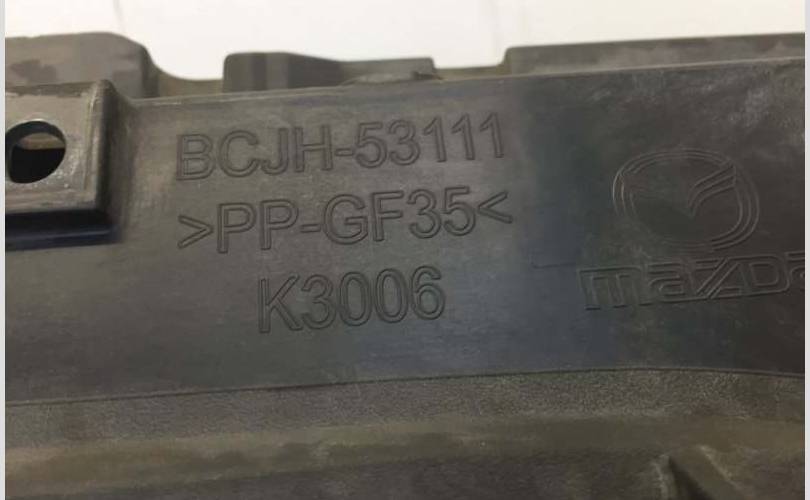 BCJH-53111
>PP-GF35<
K3006
mazda